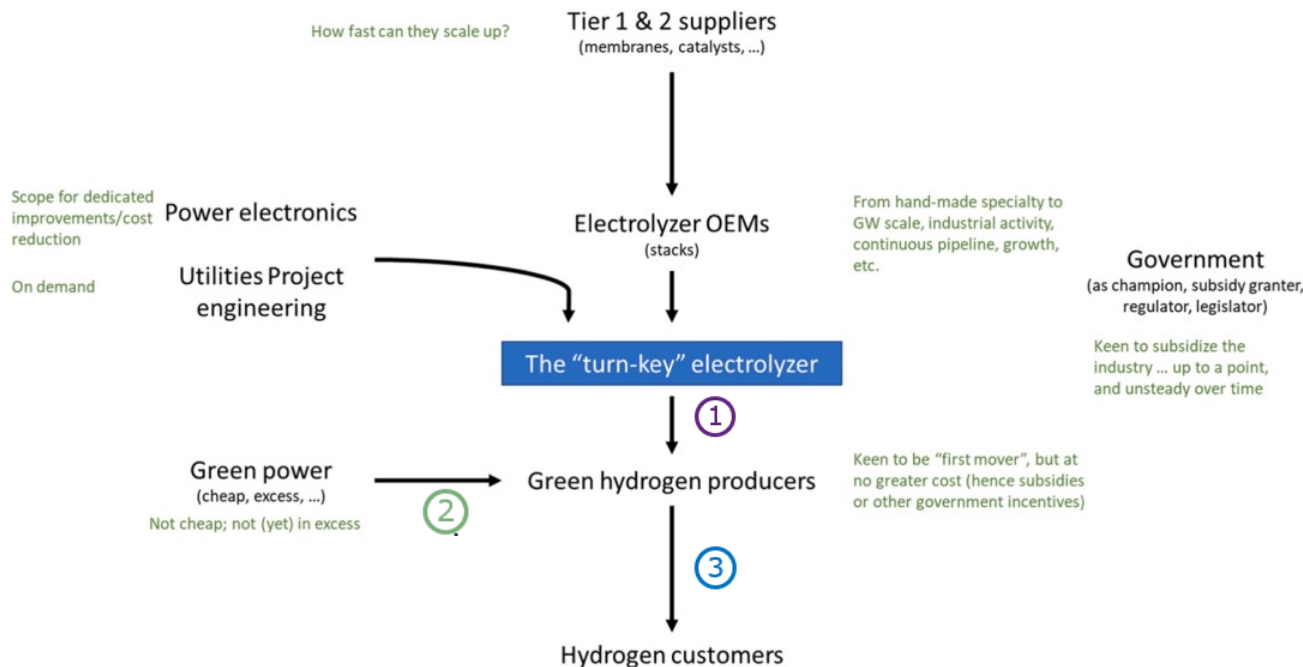 Tier 1 & 2 suppliers
(membranes, catalysts, …)
How fast can they scale up?
Scope for dedicated
improvements/cost
reduction
Power electronics
On demand
Utilities Project
engineering
Electrolyzer OEMs
(stacks)
From hand-made specialty to
GW scale, industrial activity,
continuous pipeline, growth,
etc.
Government
(as champion, subsidy granter,
regulator, legislator)
Keen to subsidize the
industry … up to a point,
and unsteady over time
The “turn-key” electrolyzer
1
Green power
(cheap, excess, …)
Not cheap; not (yet) in excess
2
Green hydrogen producers
Keen to be “first mover”, but at
no greater cost (hence subsidies
or other government incentives)
3
Hydrogen customers